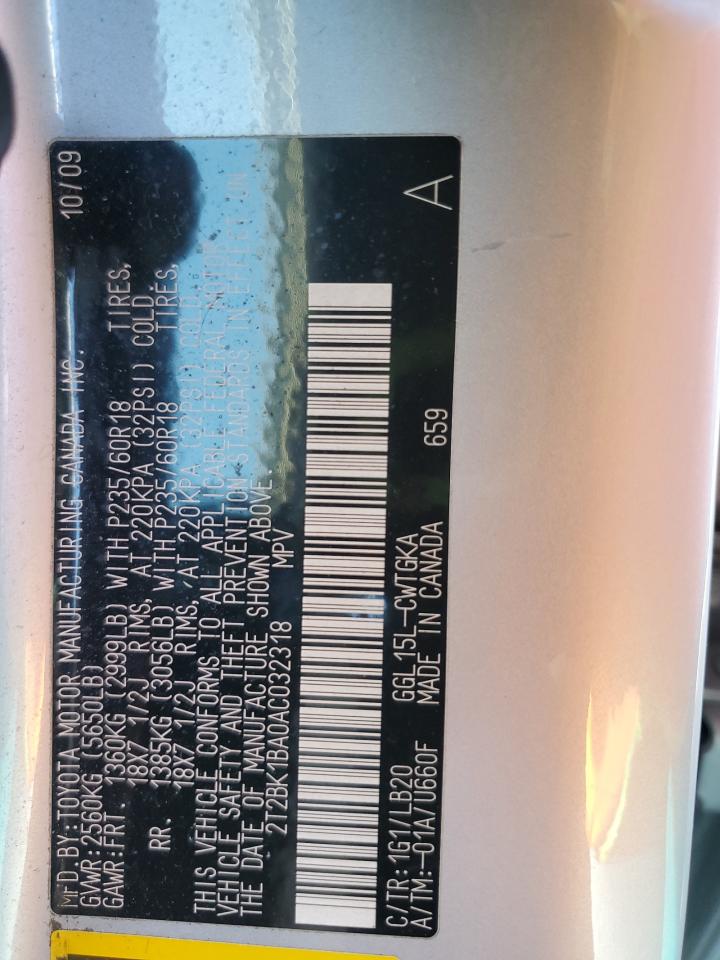 MFD.BY:TOYOTA MOTOR MANUFACTURING CANADA INC. 10/09
GVWR:2560KG (5650LB)
GAWR:FRT. 1360KG (2999LB) WITH P235/60R18 TIRES,
18X7 1/2J RIMS, AT 220KPA (32PSI) COLD.
RR. 1385KG (3056LB) WITH P235/60R18 TIRES,
18X7 1/2J RIMS, AT 220KPA (32PSI) COLD.
THIS VEHICLE CONFORMS TO ALL APPLICABLE FEDERAL MOTOR
VEHICLE SAFETY AND THEFT PREVENTION STANDARDS IN EFFECT ON
THE DATE OF MANUFACTURE SHOWN ABOVE.
2T2BK1BA0AC032318 MPV
C/TR:1G1/LB20 GGL15L-CWTGKA
A/TM:-01A/U660F MADE IN CANADA 659 A